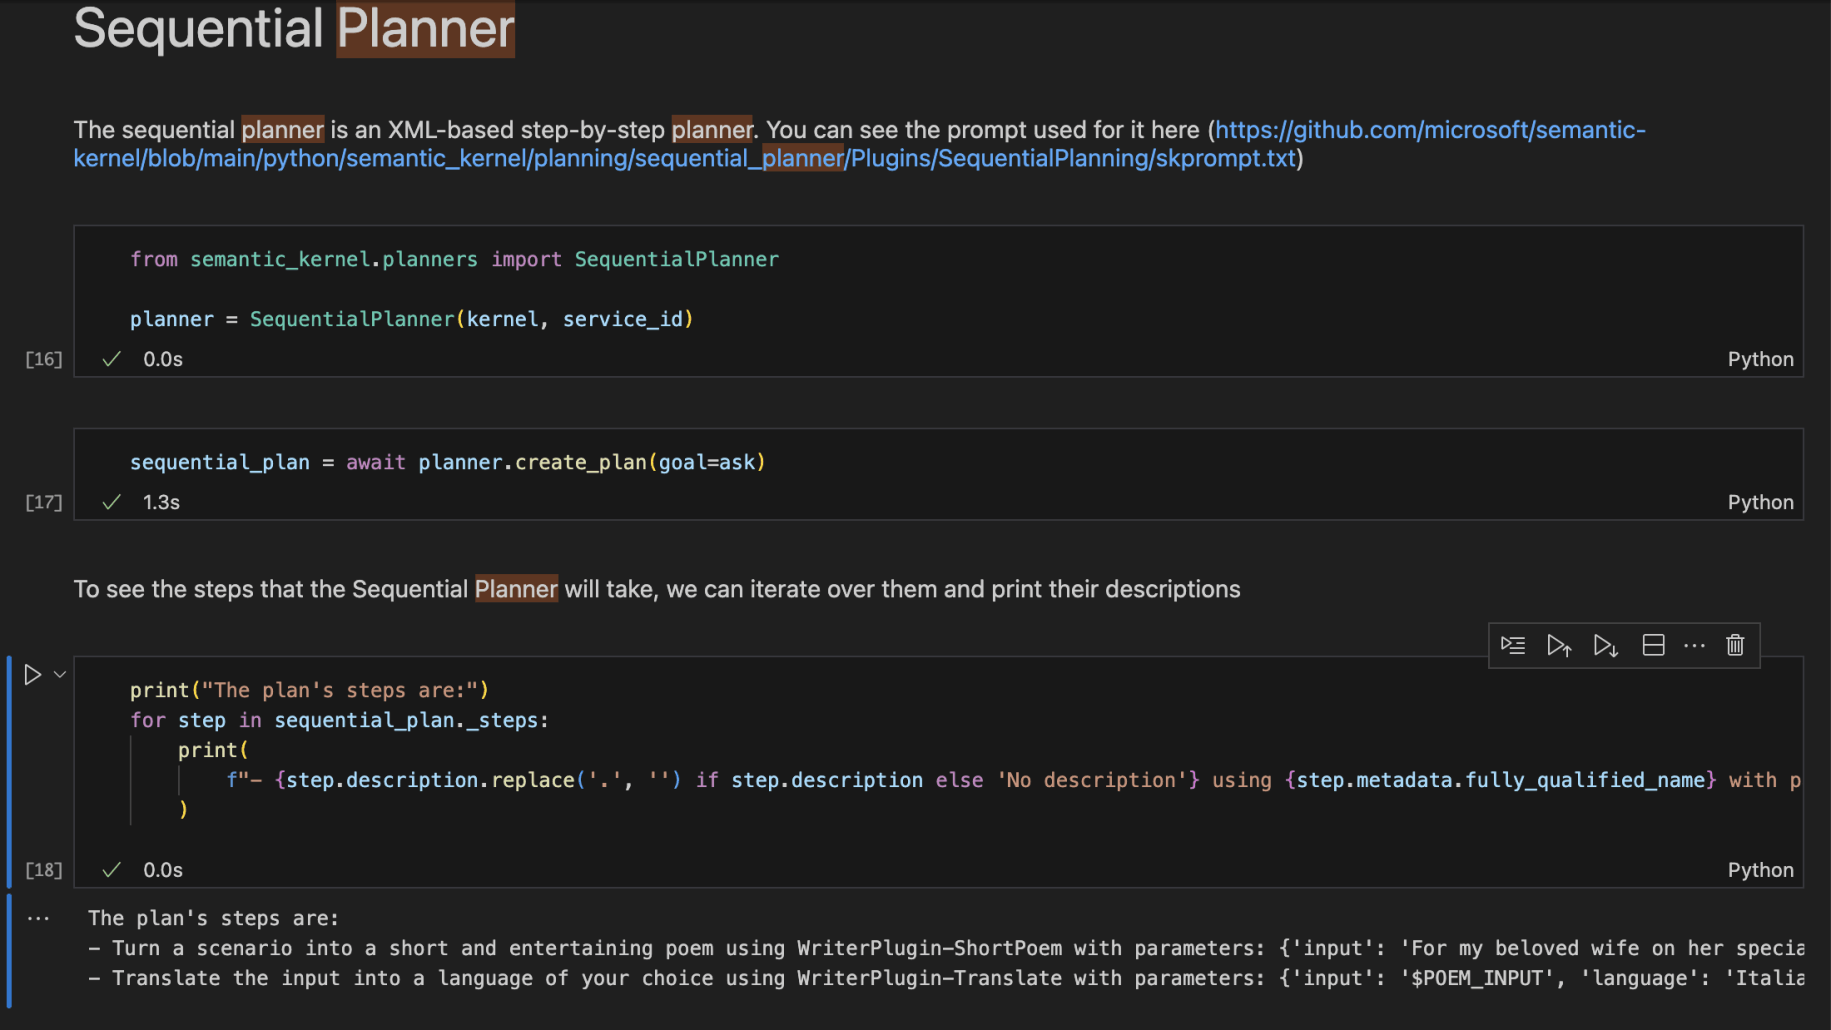 Sequential Planner
The sequential planner is an XML-based step-by-step planner. You can see the prompt used for it here (https://github.com/microsoft/semantic-
kernel/blob/main/python/semantic_kernel/planning/sequential_planner/Plugins/SequentialPlanning/skprompt.txt)
from semantic_kernel.planners import SequentialPlanner
planner = SequentialPlanner(kernel, service_id)
[16] 0.0s Python
sequential_plan = await planner.create_plan(goal=ask)
[17] 1.3s Python
To see the steps that the Sequential Planner will take, we can iterate over them and print their descriptions
print("The plan's steps are:")
for step in sequential_plan._steps:
print(
f"- {step.description.replace('.', '') if step.description else 'No description'} using {step.metadata.fully_qualified_name} with p
)
[18] 0.0s Python
The plan's steps are:
- Turn a scenario into a short and entertaining poem using WriterPlugin-ShortPoem with parameters: {'input': 'For my beloved wife on her specia
- Translate the input into a language of your choice using WriterPlugin-Translate with parameters: {'input': '$POEM_INPUT', 'language': 'Italia